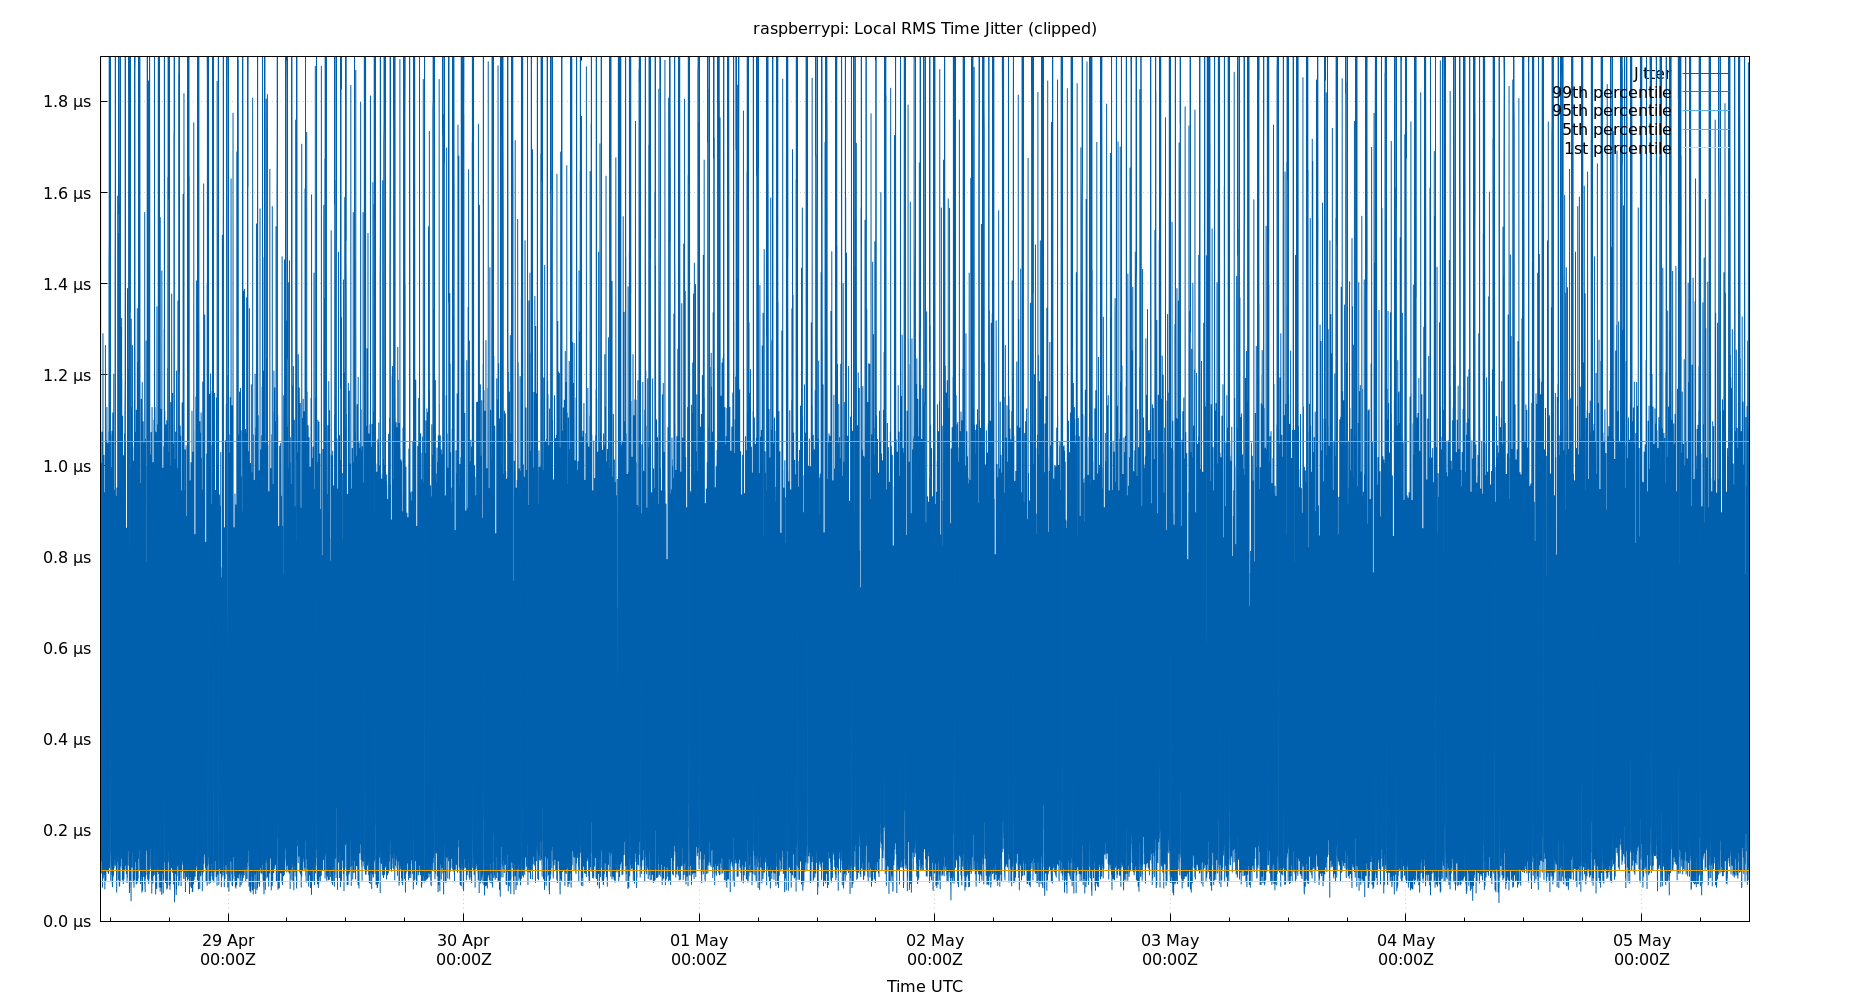 raspberrypi: Local RMS Time Jitter (clipped)
Jitter
99th percentile
95th percentile
5th percentile
1st percentile
1.8 µs
1.6 µs
1.4 µs
1.2 µs
1.0 µs
0.8 µs
0.6 µs
0.4 µs
0.2 µs
0.0 µs
29 Apr 30 Apr 01 May 02 May 03 May 04 May 05 May
00:00Z 00:00Z 00:00Z 00:00Z 00:00Z 00:00Z 00:00Z
Time UTC